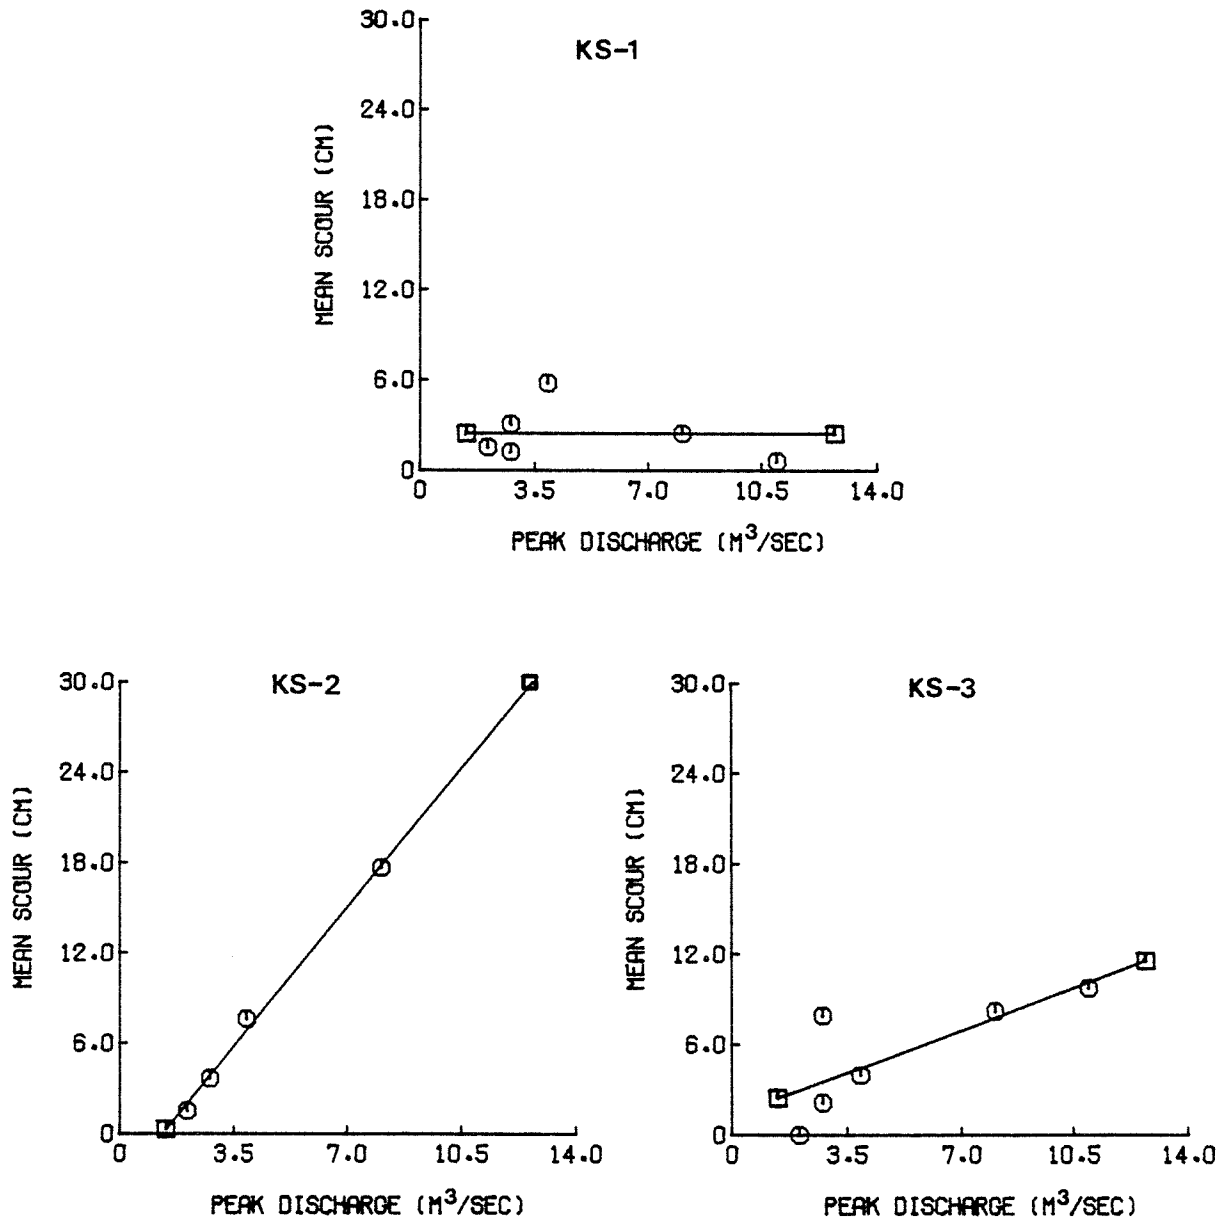 KS-1
30.0
24.0
18.0
12.0
6.0
0
MEAN SCOUR (CM)
0 3.5 7.0 10.5 14.0
PEAK DISCHARGE (M³/SEC)
KS-2
30.0
24.0
18.0
12.0
6.0
0
MEAN SCOUR (CM)
0 3.5 7.0 10.5 14.0
PEAK DISCHARGE (M³/SEC)
KS-3
30.0
24.0
18.0
12.0
6.0
0
MEAN SCOUR (CM)
0 3.5 7.0 10.5 14.0
PEAK DISCHARGE (M³/SEC)